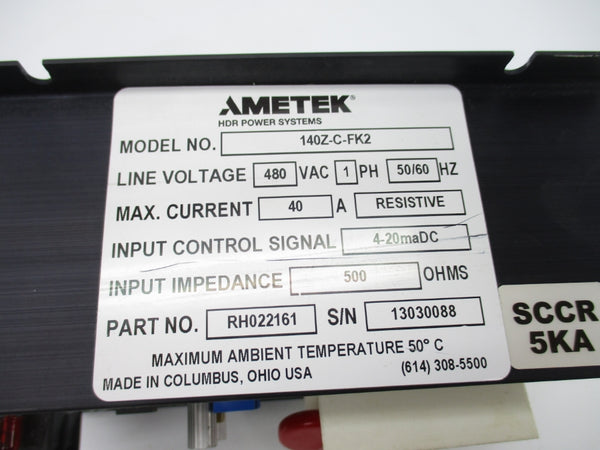 AMETEK®
HDR POWER SYSTEMS
MODEL NO. 140Z-C-FK2
LINE VOLTAGE 480 VAC 1 PH 50/60 HZ
MAX. CURRENT 40 A RESISTIVE
INPUT CONTROL SIGNAL 4-20maDC
INPUT IMPEDANCE 500 OHMS
PART NO. RH022161 S/N 13030088
MAXIMUM AMBIENT TEMPERATURE 50° C
MADE IN COLUMBUS, OHIO USA (614) 308-5500
SCCR
5KA